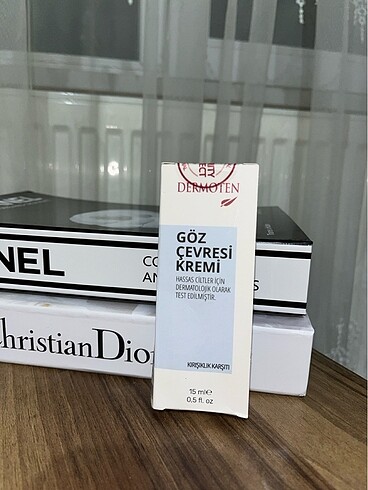 DERMOTEN
GÖZ
ÇEVRESİ
KREMİ
HASSAS CİLTLER İÇİN
DERMATOLOJİK OLARAK
TEST EDİLMİŞTİR.
KIRIŞIKLIK KARŞITI
15 ml℮
0,5 fl. oz
NEL
CO
AN
S
Christian Dior